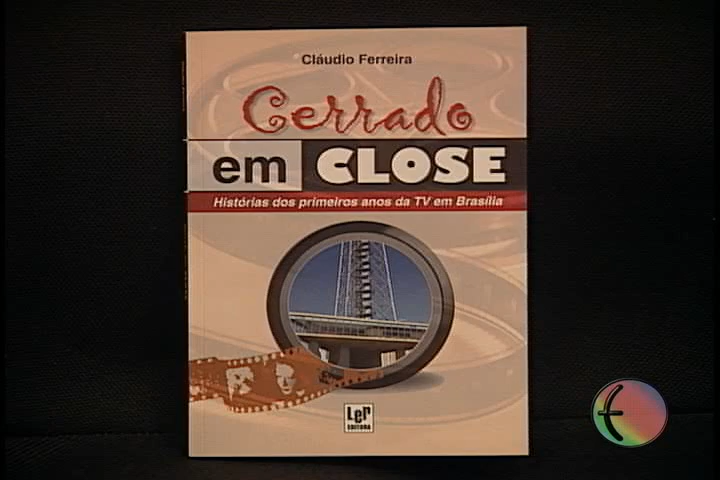 Cláudio Ferreira
Cerrado
em CLOSE
Histórias dos primeiros anos da TV em Brasília
Ler
EDITORA